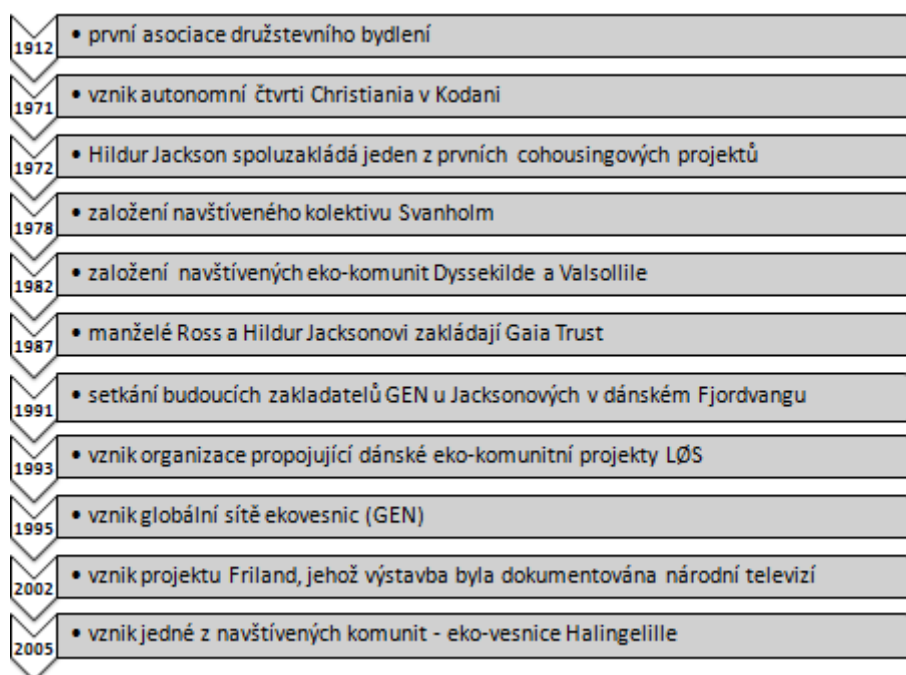 1912 • první asociace družstevního bydlení
1971 • vznik autonomní čtvrti Christiania v Kodani
1972 • Hildur Jackson spoluzakládá jeden z prvních cohousingových projektů
1978 • založení navštíveného kolektivu Svanholm
1982 • založení navštívených eko-komunit Dyssekilde a Valsollile
1987 • manželé Ross a Hildur Jacksonovi zakládají Gaia Trust
1991 • setkání budoucích zakladatelů GEN u Jacksonových v dánském Fjordvangu
1993 • vznik organizace propojující dánské eko-komunitní projekty LØS
1995 • vznik globální sítě ekovesnic (GEN)
2002 • vznik projektu Friland, jehož výstavba byla dokumentována národní televizí
2005 • vznik jedné z navštívených komunit - eko-vesnice Halingelille